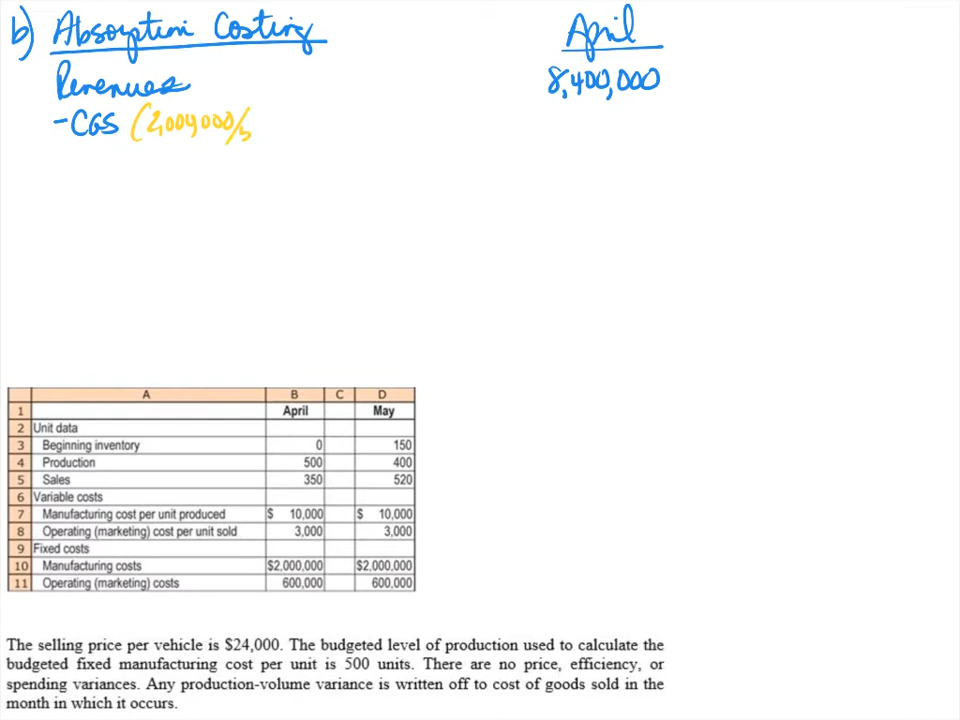 b) Absorption Costing April
Revenues 8,400,000
-CGS (2,000,000/5
A B C D
1 April May
2 Unit data
3 Beginning inventory 0 150
4 Production 500 400
5 Sales 350 520
6 Variable costs
7 Manufacturing cost per unit produced $ 10,000 $ 10,000
8 Operating (marketing) cost per unit sold 3,000 3,000
9 Fixed costs
10 Manufacturing costs $2,000,000 $2,000,000
11 Operating (marketing) costs 600,000 600,000
The selling price per vehicle is $24,000. The budgeted level of production used to calculate the
budgeted fixed manufacturing cost per unit is 500 units. There are no price, efficiency, or
spending variances. Any production-volume variance is written off to cost of goods sold in the
month in which it occurs.